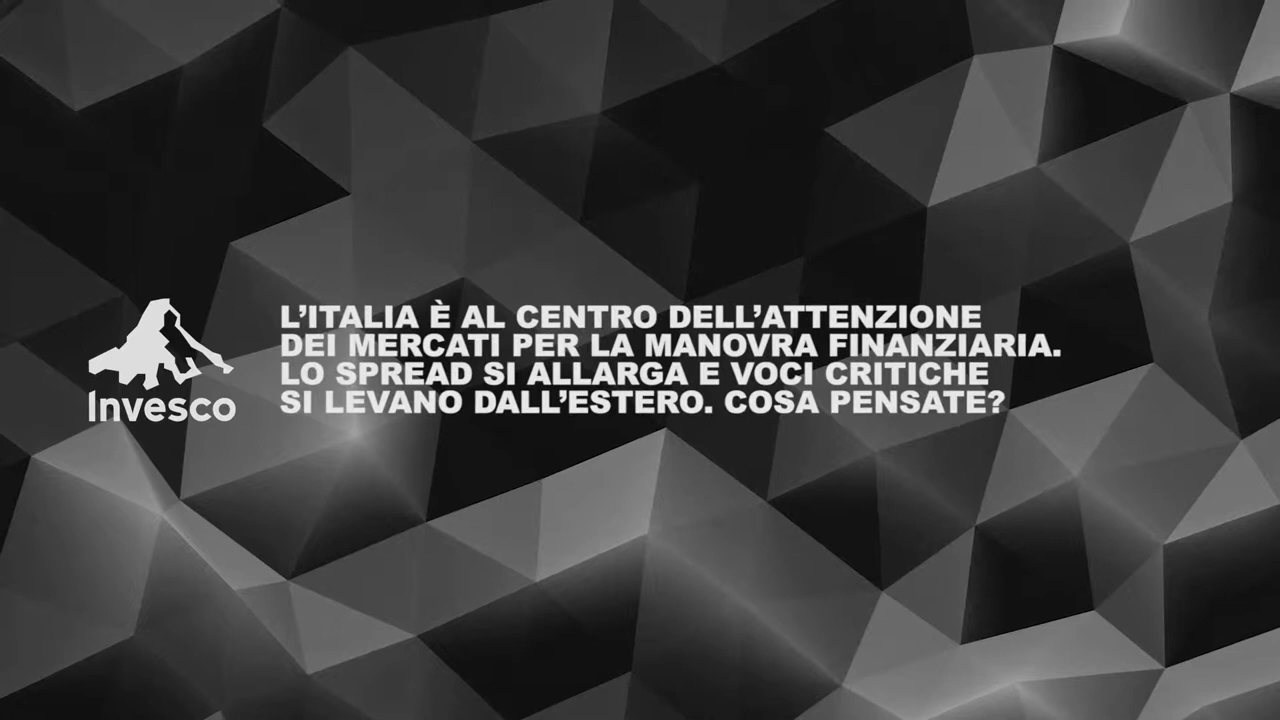 Invesco
L'ITALIA È AL CENTRO DELL'ATTENZIONE
DEI MERCATI PER LA MANOVRA FINANZIARIA.
LO SPREAD SI ALLARGA E VOCI CRITICHE
SI LEVANO DALL'ESTERO. COSA PENSATE?